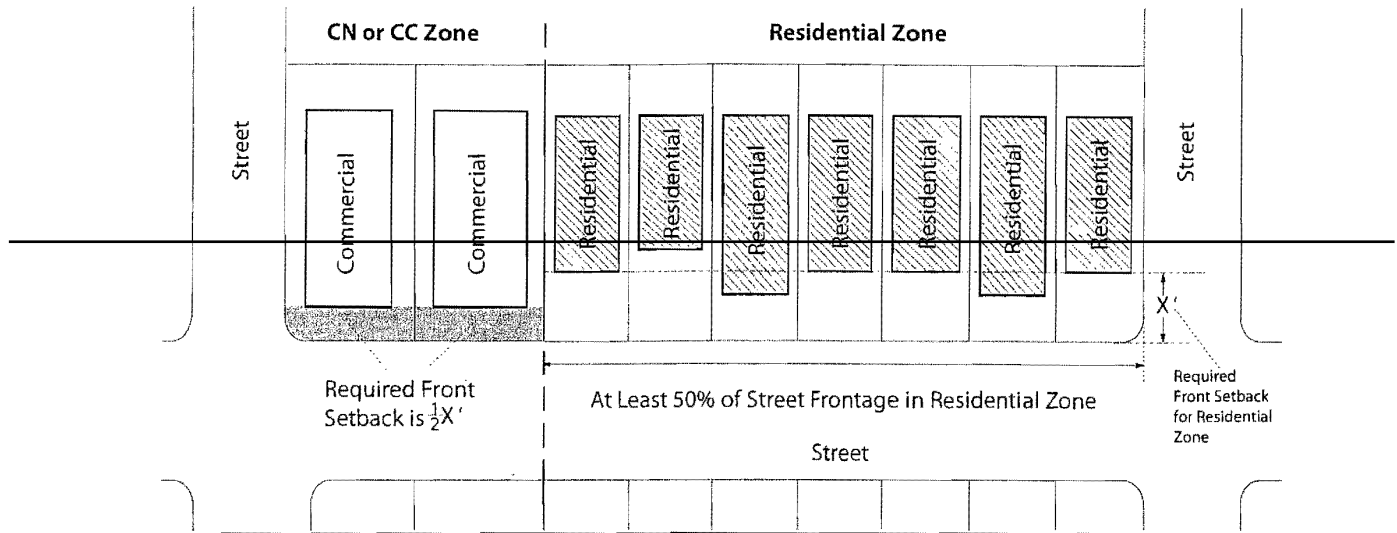 CN or CC Zone
Residential Zone
Street
Commercial
Commercial
Residential
Residential
Residential
Residential
Residential
Residential
Residential
Street
X'
Required Front
Setback is ½X'
At Least 50% of Street Frontage in Residential Zone
Required
Front Setback
for Residential
Zone
Street